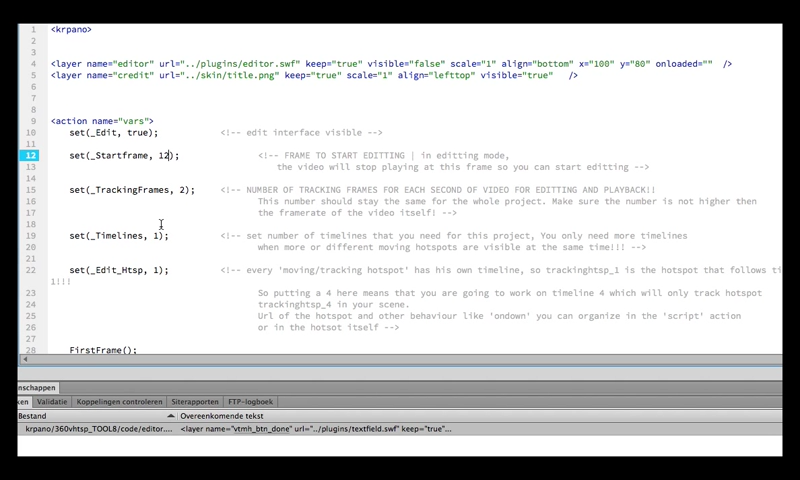 1 <krpano>
2
3
4 <layer name="editor" url="../plugins/editor.swf" keep="true" visible="false" scale="1" align="bottom" x="100" y="80" onloaded="" />
5 <layer name="credit" url="../skin/title.png" keep="true" scale="1" align="lefttop" visible="true" />
6
7
8
9 <action name="vars">
10 set(_Edit, true); <!-- edit interface visible -->
11
12 set(_Startframe, 12); <!-- FRAME TO START EDITTING | in editting mode,
13 the video will stop playing at this frame so you can start editting -->
14
15 set(_TrackingFrames, 2); <!-- NUMBER OF TRACKING FRAMES FOR EACH SECOND OF VIDEO FOR EDITTING AND PLAYBACK!!
16 This number should stay the same for the whole project. Make sure the number is not higher then
17 the framerate of the video itself! -->
18
19 set(_Timelines, 1); <!-- set number of timelines that you need for this project, You only need more timelines
20 when more or different moving hotspots are visible at the same time!!! -->
21
22 set(_Edit_Htsp, 1); <!-- every 'moving/tracking hotspot' has his own timeline, so trackinghtsp_1 is the hotspot that follows ti
1!!!
23 So putting a 4 here means that you are going to work on timeline 4 which will only track hotspot
24 trackinghtsp_4 in your scene.
25 Url of the hotspot and other behaviour like 'ondown' you can organize in the 'script' action
26 or in the hotsot itself -->
27
28 FirstFrame();
nschappen
ken Validatie Koppelingen controleren Siterapporten FTP-logboek
Bestand Overeenkomende tekst
krpano/360vhtsp_TOOL8/code/editor.... <layer name="vtmh_btn_done" url="../plugins/textfield.swf" keep="true"...